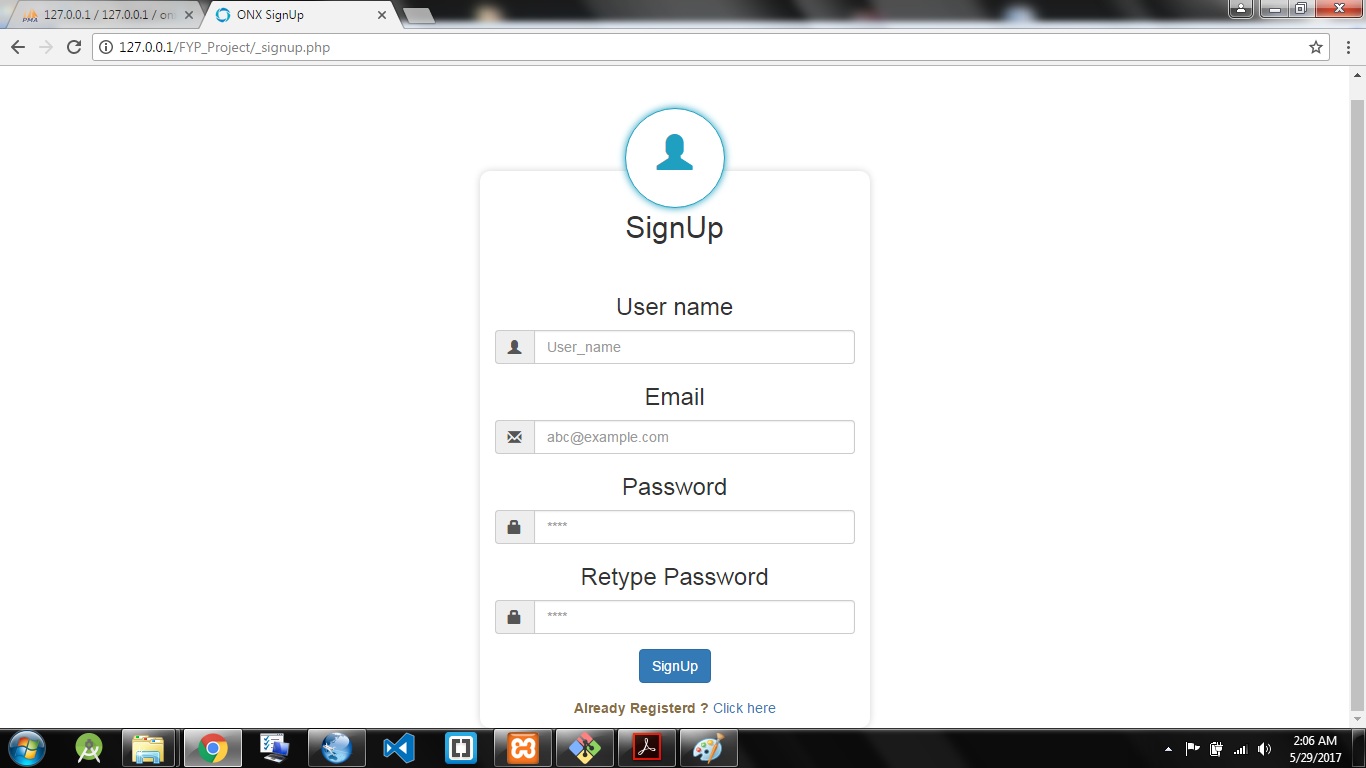 PMA 127.0.0.1 / 127.0.0.1 / on
ONX SignUp
127.0.0.1/FYP_Project/_signup.php
SignUp
User name
User_name
Email
abc@example.com
Password
****
Retype Password
****
SignUp
Already Registerd ? Click here
2:06 AM
5/29/2017